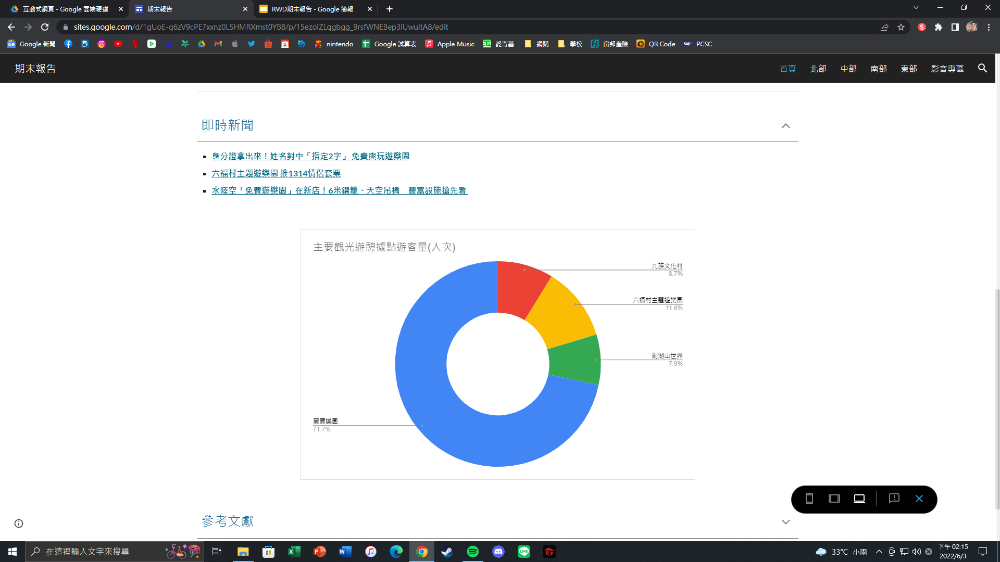 互動式網頁 - Google 雲端硬碟
期末報告
RWD期末報告 - Google 簡報
sites.google.com/d/1gUoE-q6zV9cPE7xxnz0LSHMRXmst0YB8/p/15ezolZLqgbgg_9rsfWNEBep3IUwuitA8/edit
Google 新聞
nintendo
Google 試算表
Apple Music
愛奇藝
網購
學校
富邦產險
QR Code
PCSC
期末報告
首頁
北部
中部
南部
東部
影音專區
即時新聞
身分證拿出來！姓名對中「指定2字」 免費爽玩遊樂園
六福村主題遊樂園 推1314情侶套票
水陸空「免費遊樂園」在新店！6米鑽籠、天空吊橋　豐富設施搶先看
主要觀光遊憩據點遊客量(人次)
九族文化村
8.7%
六福村主題遊樂園
11.6%
劍湖山世界
7.9%
麗寶樂園
71.7%
參考文獻
在這裡輸入文字來搜尋
33°C 小雨
下午 02:15
2022/6/3